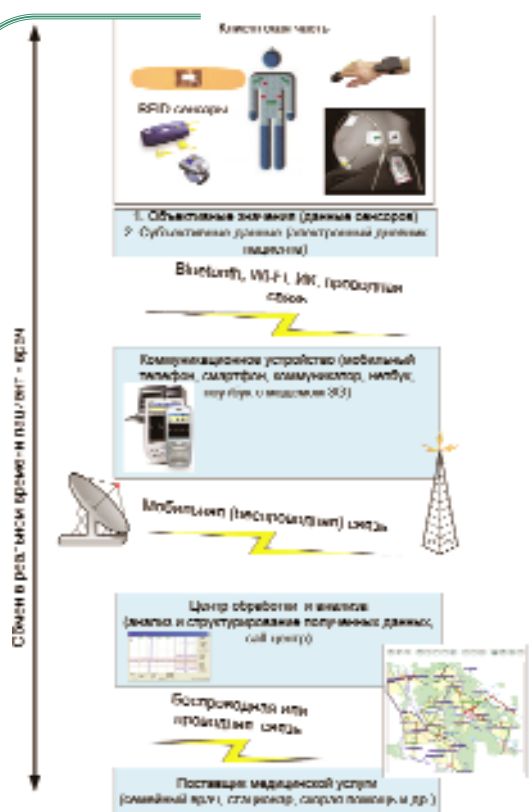 Клиентская часть
RFID сенсоры
1. Объективные значения (данные сенсоров)
2. Субъективные данные (электронный дневник
пациента)
Bluetooth, Wi-Fi, ИК, проводная
связь
Коммуникационное устройство (мобильный
телефон, смартфон, коммуникатор, нетбук,
ноутбук с модемом 3G)
Мобильная (беспроводная) связь
Центр обработки и анализа
(анализ и структурирование полученных данных,
call центр)
Беспроводная или
проводная связь
Поставщик медицинской услуги
(семейный врач, стационар, скорая помощь и др.)
Обмен в реальном времени пациент - врач